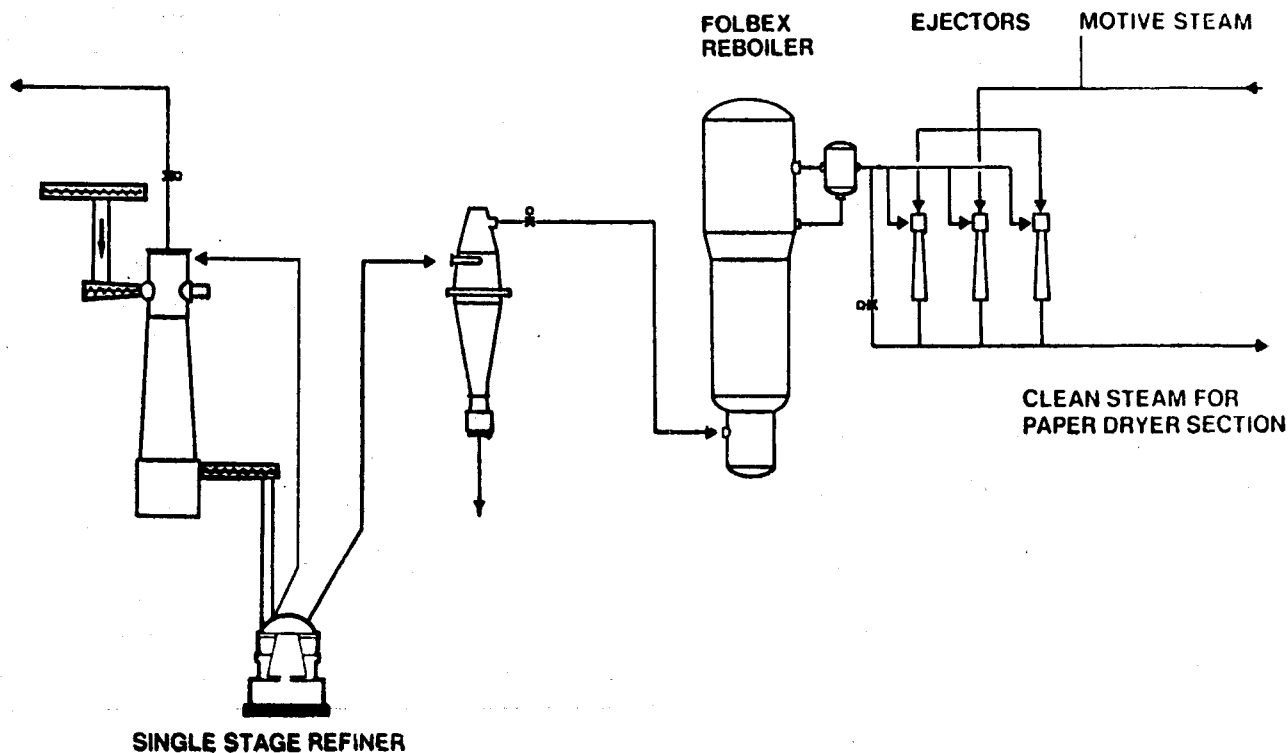 FOLBEX
REBOILER
EJECTORS
MOTIVE STEAM
CLEAN STEAM FOR
PAPER DRYER SECTION
SINGLE STAGE REFINER